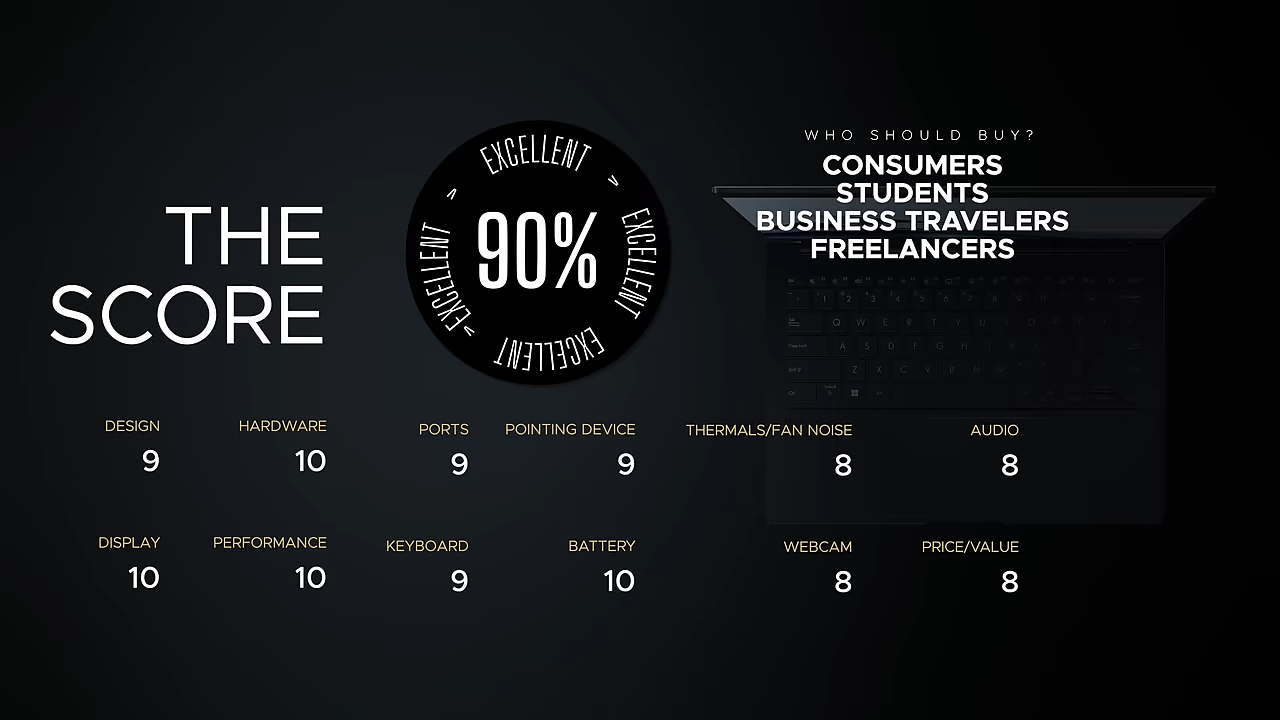 THE
SCORE
EXCELLENT
EXCELLENT
EXCELLENT
EXCELLENT
90%
WHO SHOULD BUY?
CONSUMERS
STUDENTS
BUSINESS TRAVELERS
FREELANCERS
DESIGN
9
HARDWARE
10
PORTS
9
POINTING DEVICE
9
THERMALS/FAN NOISE
8
AUDIO
8
DISPLAY
10
PERFORMANCE
10
KEYBOARD
9
BATTERY
10
WEBCAM
8
PRICE/VALUE
8